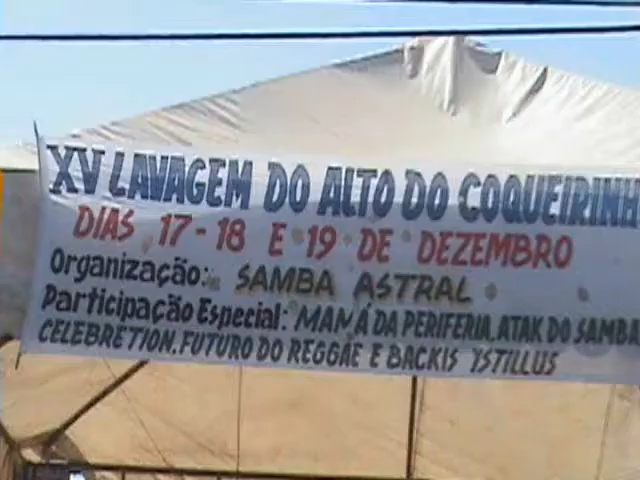 XV LAVAGEM DO ALTO DO COQUEIRINH
DIAS 17-18 E 19 DE DEZEMBRO
Organização: SAMBA ASTRAL
Participação Especial: MANÁ DA PERIFERIA, ATAK DO SAMBA
CELEBRETION, FUTURO DO REGGAE E BACKIS YSTILLUS